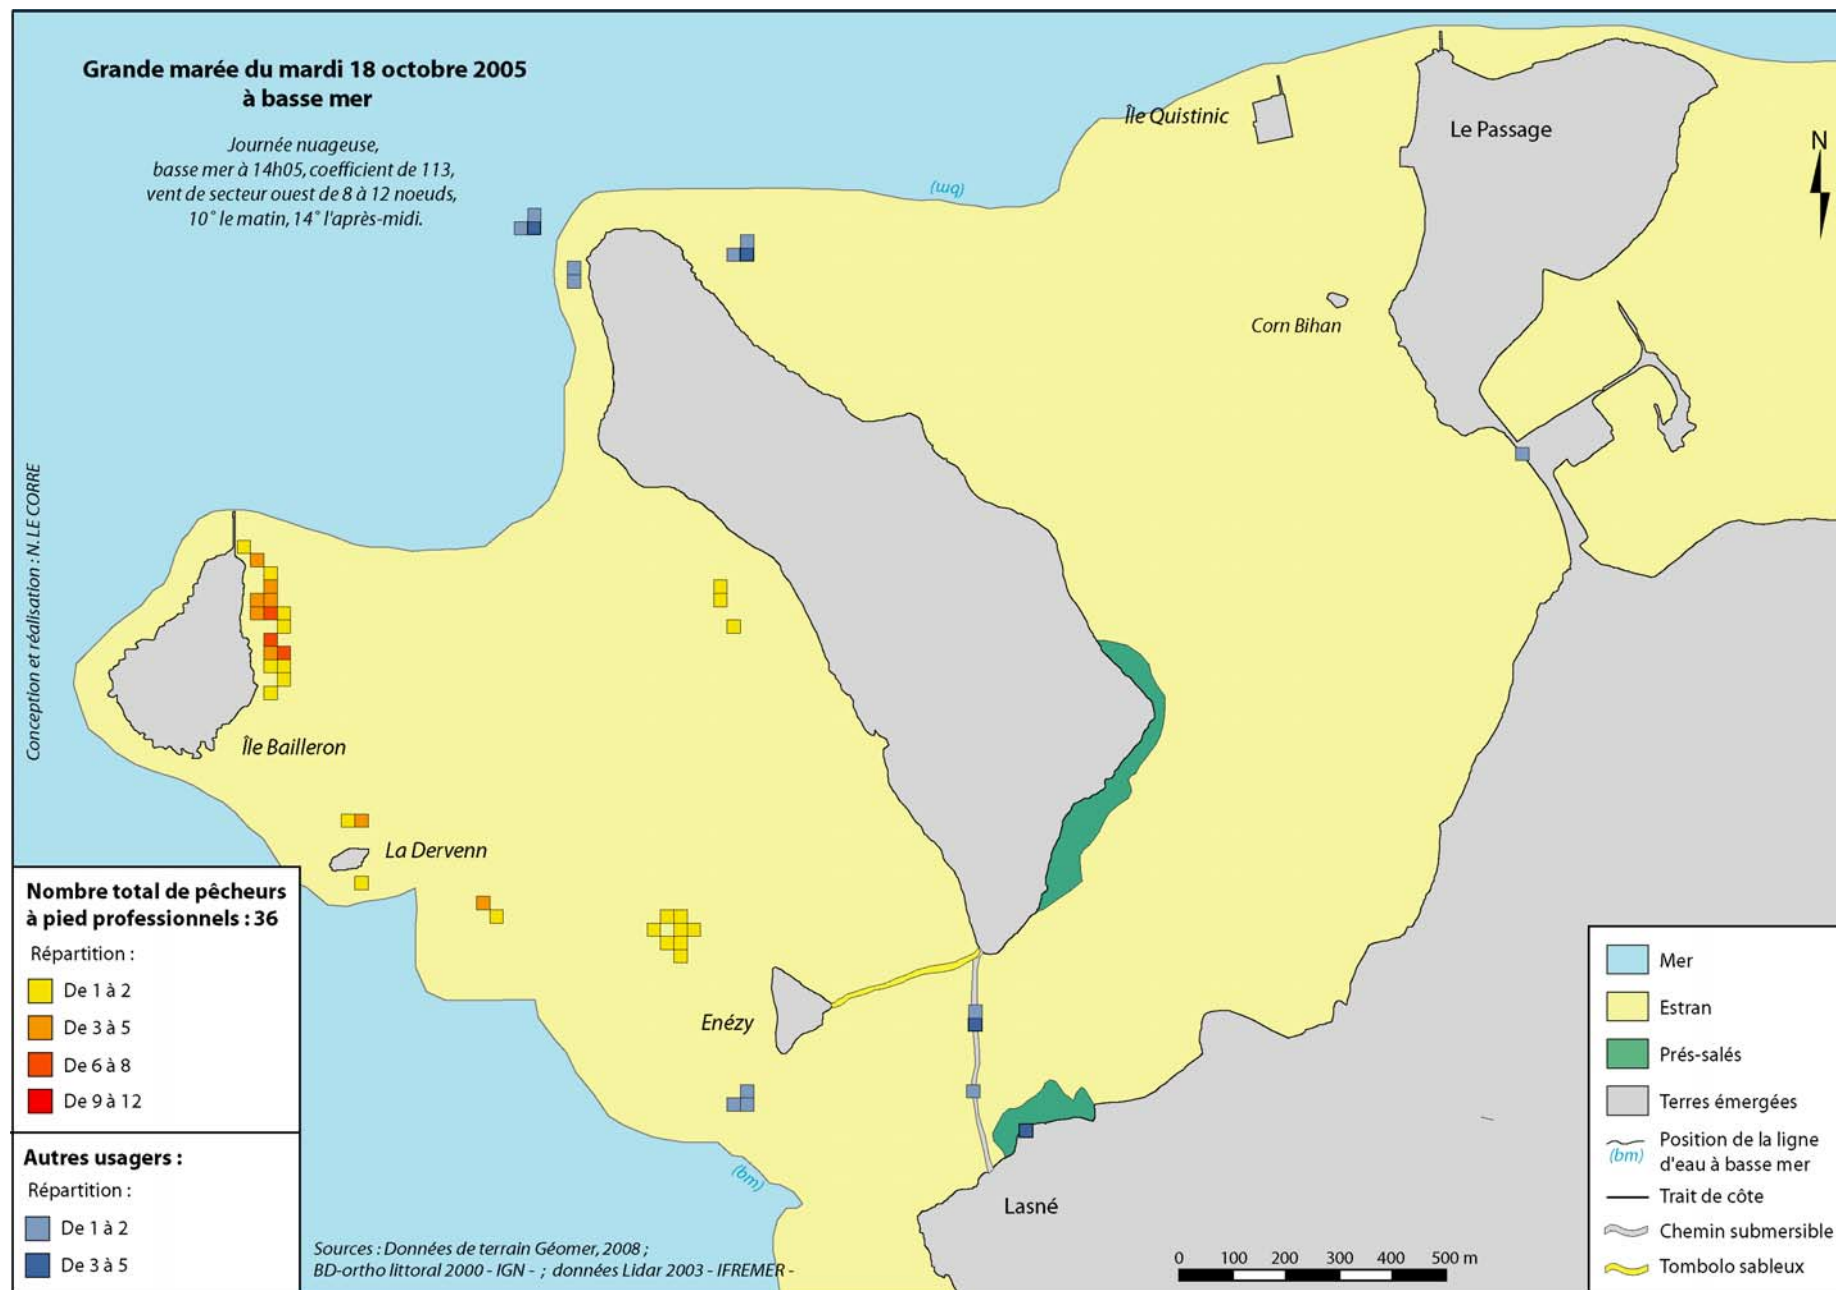 Grande marée du mardi 18 octobre 2005
à basse mer
Journée nuageuse,
basse mer à 14h05, coefficient de 113,
vent de secteur ouest de 8 à 12 noeuds,
10° le matin, 14° l'après-midi.
Île Quistinic
Le Passage
N
(bm)
Corn Bihan
Conception et réalisation : N. LE CORRE
Île Bailleron
La Dervenn
Enézy
(bm)
Lasné
Nombre total de pêcheurs
à pied professionnels : 36
Répartition :
De 1 à 2
De 3 à 5
De 6 à 8
De 9 à 12
Autres usagers :
Répartition :
De 1 à 2
De 3 à 5
Sources : Données de terrain Géomer, 2008 ;
BD-ortho littoral 2000 - IGN - ; données Lidar 2003 - IFREMER -
0 100 200 300 400 500 m
Mer
Estran
Prés-salés
Terres émergées
Position de la ligne
(bm) d'eau à basse mer
Trait de côte
Chemin submersible
Tombolo sableux